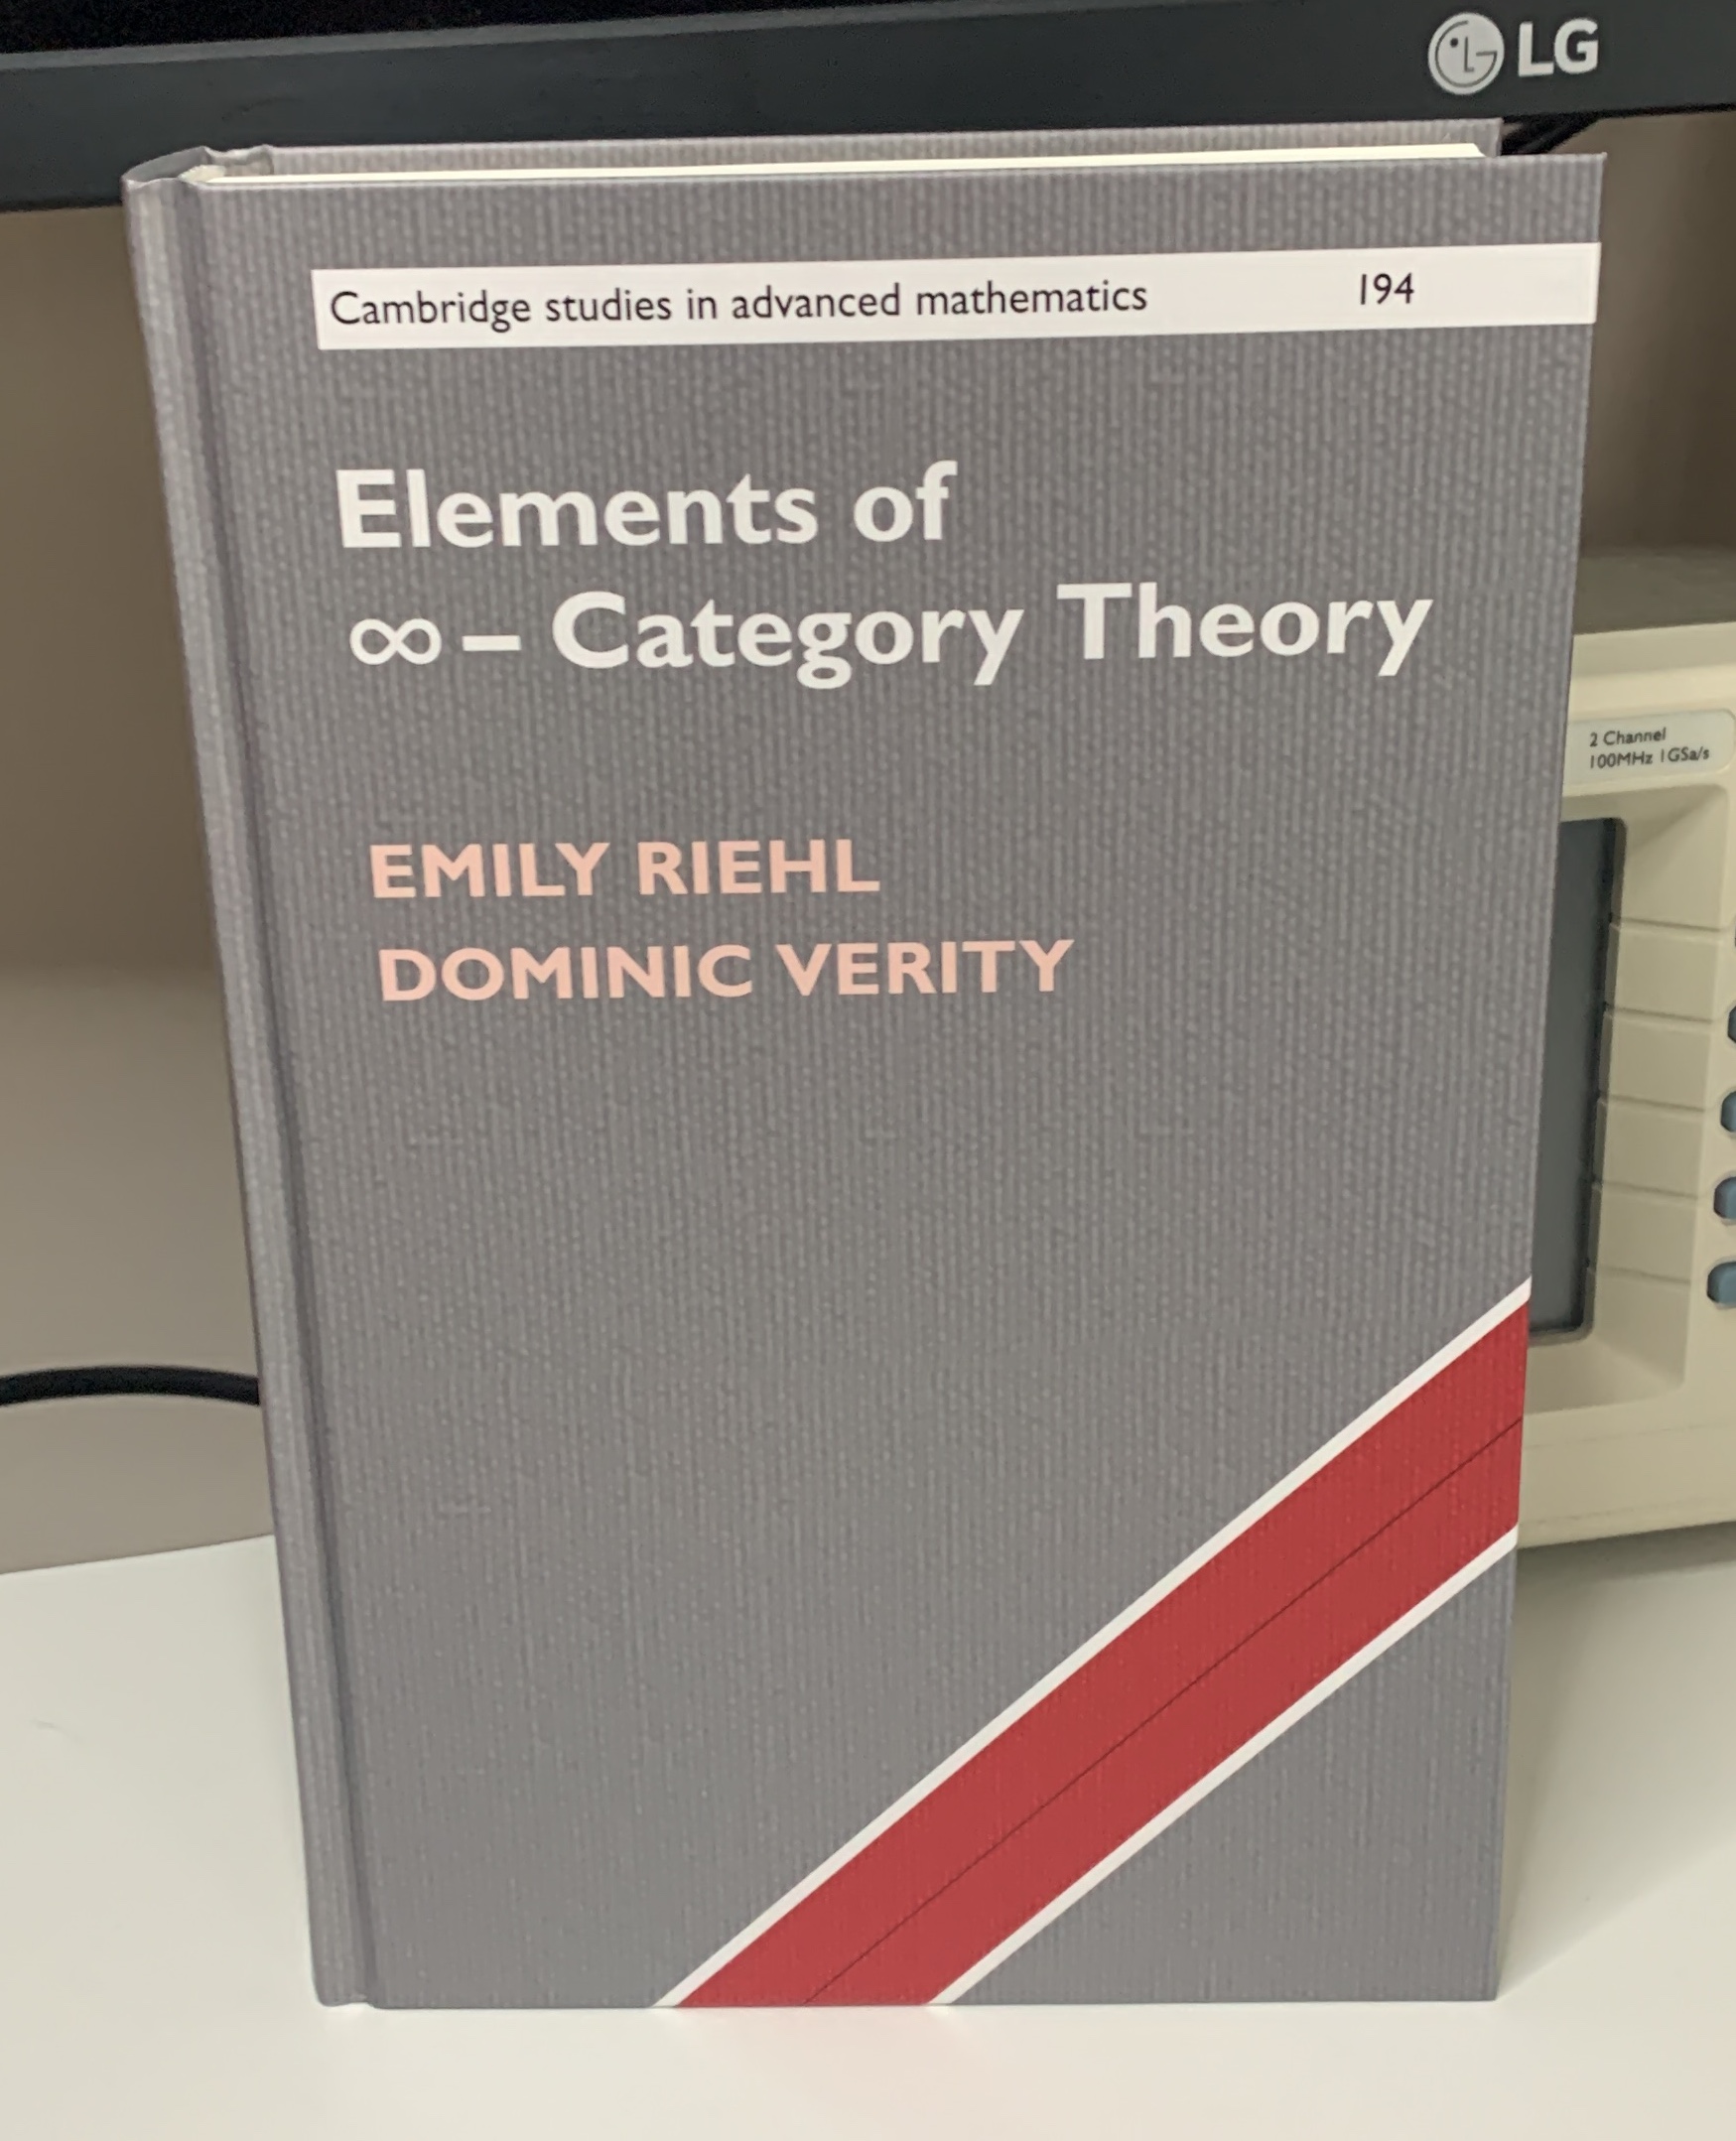 LG
Cambridge studies in advanced mathematics 194
Elements of
∞ – Category Theory
2 Channel
100MHz 1GSa/s
EMILY RIEHL
DOMINIC VERITY